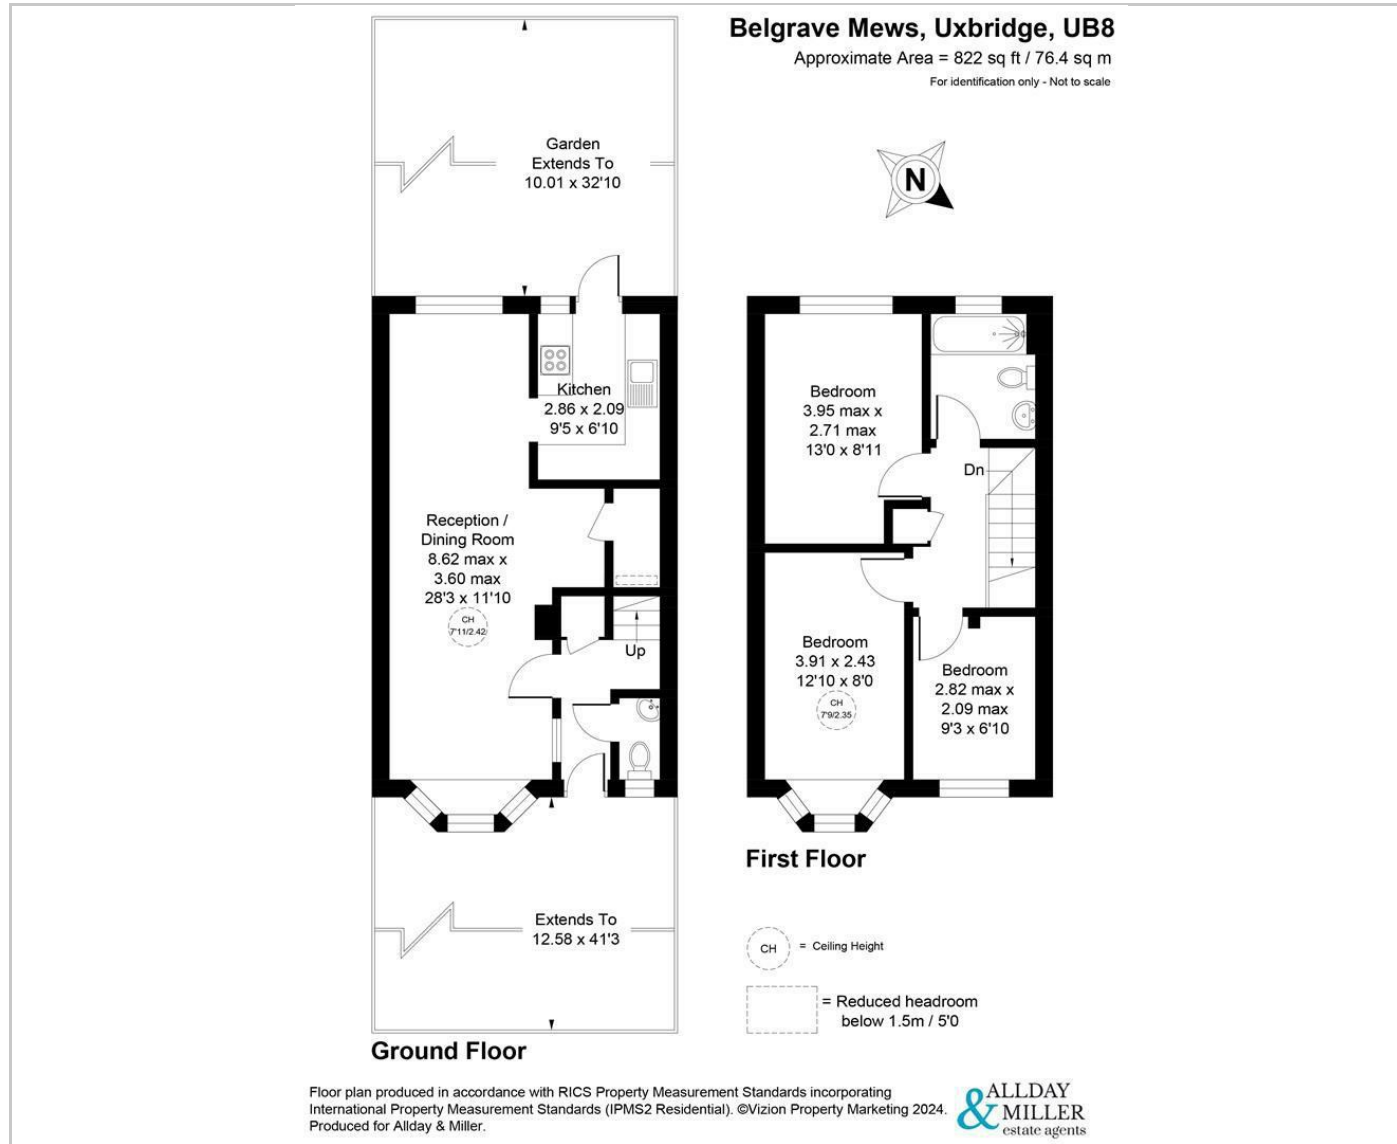 Belgrave Mews, Uxbridge, UB8
Approximate Area = 822 sq ft / 76.4 sq m
For identification only - Not to scale
N
Garden
Extends To
10.01 x 32'10
Kitchen
2.86 x 2.09
9'5 x 6'10
Reception /
Dining Room
8.62 max x
3.60 max
28'3 x 11'10
CH
7'11/2.42
Up
Extends To
12.58 x 41'3
Ground Floor
Bedroom
3.95 max x
2.71 max
13'0 x 8'11
Dn
Bedroom
3.91 x 2.43
12'10 x 8'0
CH
7'9/2.35
Bedroom
2.82 max x
2.09 max
9'3 x 6'10
First Floor
CH = Ceiling Height
= Reduced headroom
below 1.5m / 5'0
Floor plan produced in accordance with RICS Property Measurement Standards incorporating
International Property Measurement Standards (IPMS2 Residential). ©Vizion Property Marketing 2024.
Produced for Allday & Miller.
ALLDAY
& MILLER
estate agents